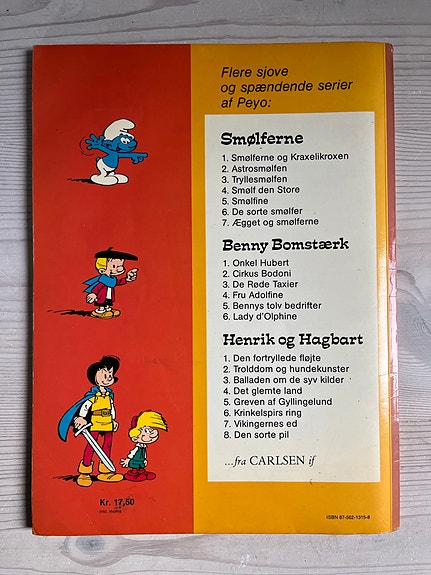 Flere sjove
og spændende serier
af Peyo:
Smølferne
1. Smølferne og Kraxelikroxen
2. Astrosmølfen
3. Tryllesmølfen
4. Smølf den Store
5. Smølfine
6. De sorte smølfer
7. Ægget og smølferne
Benny Bomstærk
1. Onkel Hubert
2. Cirkus Bodoni
3. De Røde Taxier
4. Fru Adolfine
5. Bennys tolv bedrifter
6. Lady d'Olphine
Henrik og Hagbart
1. Den fortryllede fløjte
2. Trolddom og hundekunster
3. Balladen om de syv kilder
4. Det glemte land
5. Greven af Gyllingelund
6. Krinkelspirs ring
7. Vikingernes ed
8. Den sorte pil
...fra CARLSEN if
Kr. 17,50
inkl. moms
ISBN 87-562-1315-8